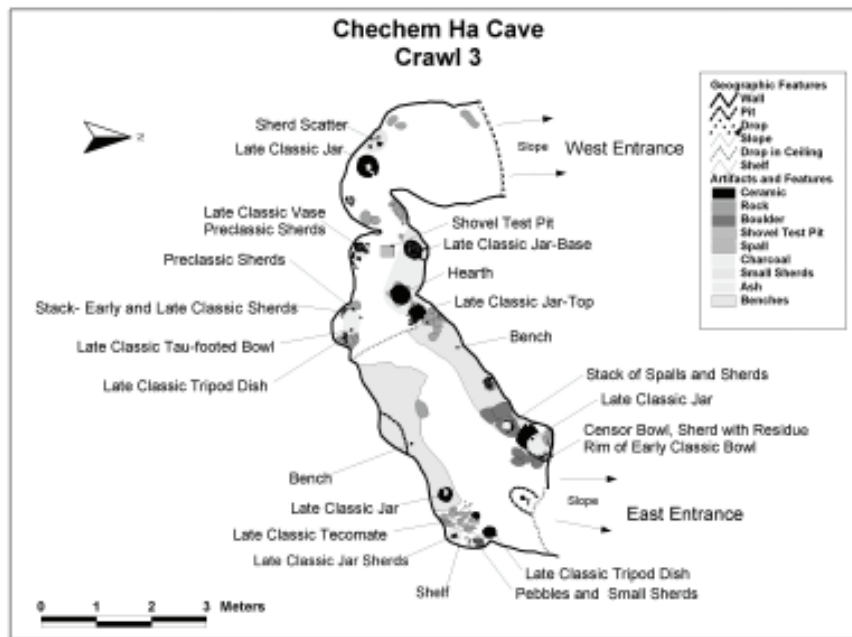 Chechem Ha Cave
Crawl 3
Geographic Features
Wall
Pit
Drop
Slope
Drop in Ceiling
Shelf
Artifacts and Features
Ceramic
Rock
Boulder
Shovel Test Pit
Spall
Charcoal
Small Sherds
Ash
Benches
N
Sherd Scatter
Late Classic Jar
Slope
West Entrance
Late Classic Vase
Preclassic Sherds
Shovel Test Pit
Late Classic Jar-Base
Preclassic Sherds
Hearth
Stack- Early and Late Classic Sherds
Late Classic Jar-Top
Late Classic Tau-footed Bowl
Bench
Late Classic Tripod Dish
Stack of Spalls and Sherds
Late Classic Jar
Censor Bowl, Sherd with Residue
Rim of Early Classic Bowl
Bench
Late Classic Jar
Slope
East Entrance
Late Classic Tecomate
Late Classic Jar Sherds
Late Classic Tripod Dish
Shelf
Pebbles and Small Sherds
0 1 2 3 Meters